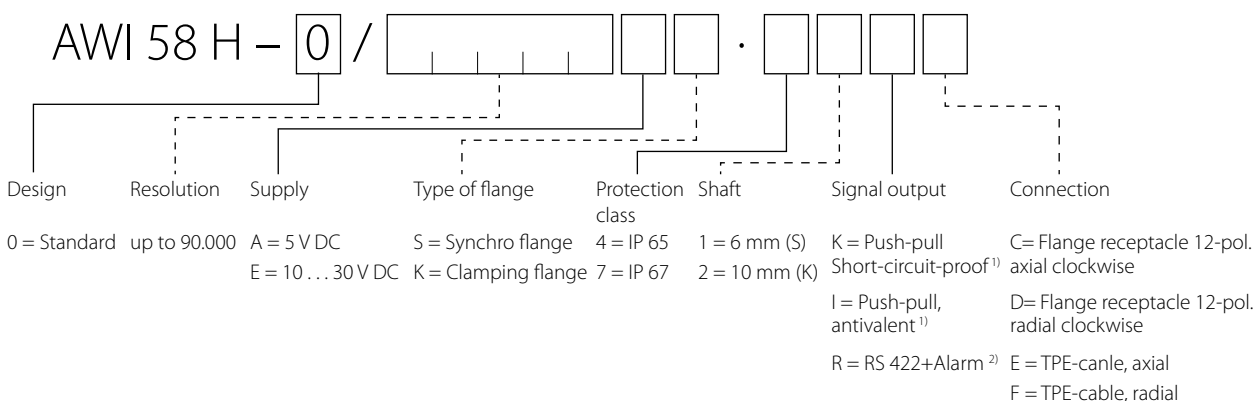 AWI 58 H – 0 / .
Design Resolution Supply Type of flange Protection class Shaft Signal output Connection
0 = Standard up to 90.000 A = 5 V DC S = Synchro flange 4 = IP 65 1 = 6 mm (S) K = Push-pull C= Flange receptacle 12-pol.
E = 10 . . . 30 V DC K = Clamping flange 7 = IP 67 2 = 10 mm (K) Short-circuit-proof 1) axial clockwise
I = Push-pull, D= Flange receptacle 12-pol.
antivalent 1) radial clockwise
R = RS 422+Alarm 2) E = TPE-canle, axial
F = TPE-cable, radial